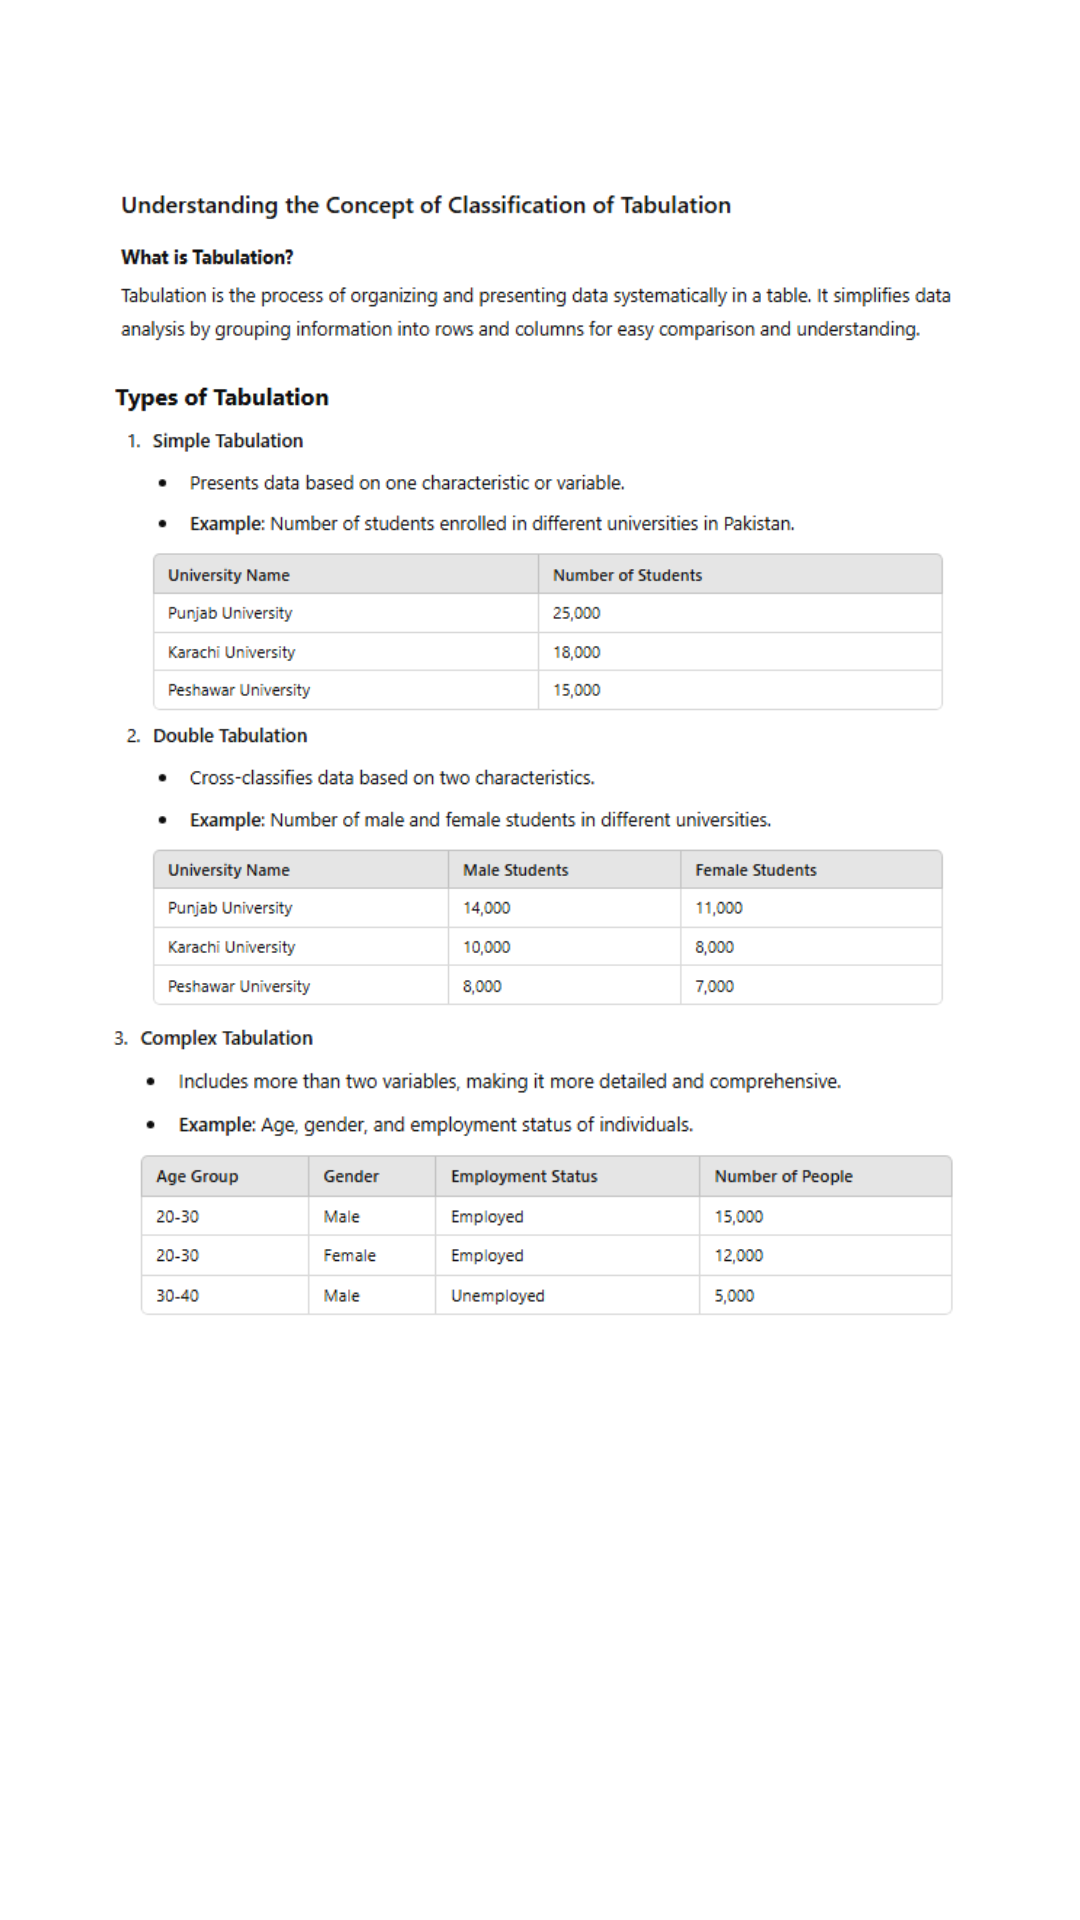 Understanding the Concept of Classification of Tabulation
What is Tabulation?
Tabulation is the process of organizing and presenting data systematically in a table. It simplifies data
analysis by grouping information into rows and columns for easy comparison and understanding.
Types of Tabulation
1. Simple Tabulation
• Presents data based on one characteristic or variable.
• Example: Number of students enrolled in different universities in Pakistan.
University Name Number of Students
Punjab University 25,000
Karachi University 18,000
Peshawar University 15,000
2. Double Tabulation
• Cross-classifies data based on two characteristics.
• Example: Number of male and female students in different universities.
University Name Male Students Female Students
Punjab University 14,000 11,000
Karachi University 10,000 8,000
Peshawar University 8,000 7,000
3. Complex Tabulation
• Includes more than two variables, making it more detailed and comprehensive.
• Example: Age, gender, and employment status of individuals.
Age Group Gender Employment Status Number of People
20-30 Male Employed 15,000
20-30 Female Employed 12,000
30-40 Male Unemployed 5,000